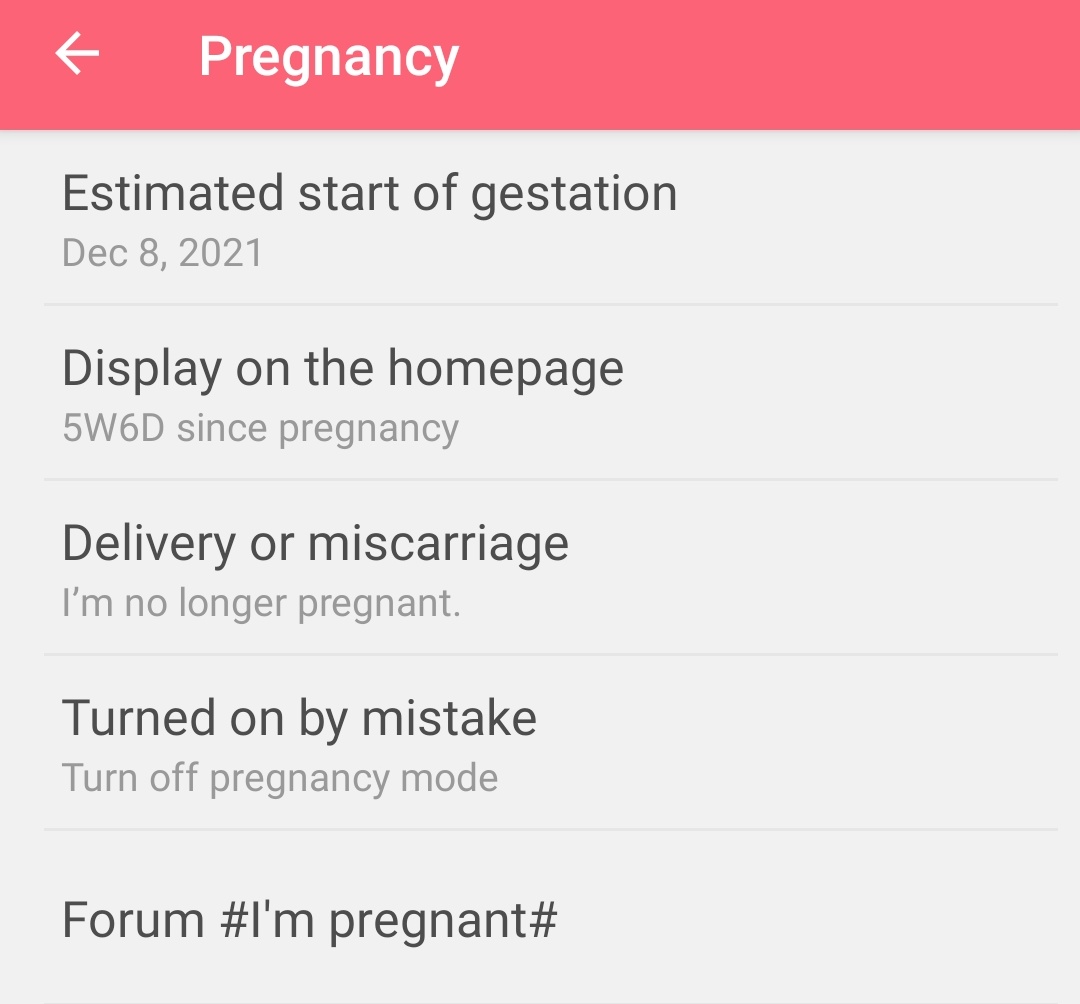 Pregnancy
Estimated start of gestation
Dec 8, 2021
Display on the homepage
5W6D since pregnancy
Delivery or miscarriage
I’m no longer pregnant.
Turned on by mistake
Turn off pregnancy mode
Forum #I'm pregnant#